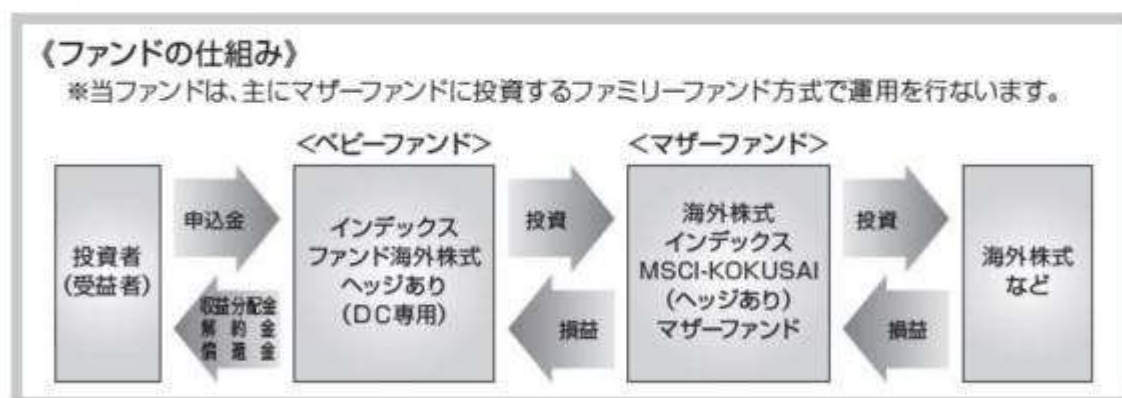 《ファンドの仕組み》
※当ファンドは、主にマザーファンドに投資するファミリーファンド方式で運用を行ないます。
<ベビーファンド>
<マザーファンド>
投資者
(受益者)
申込金
収益分配金
解約金
償還金
インデックス
ファンド海外株式
ヘッジあり
(DC専用)
投資
損益
海外株式
インデックス
MSCI-KOKUSAI
(ヘッジあり)
マザーファンド
投資
損益
海外株式
など